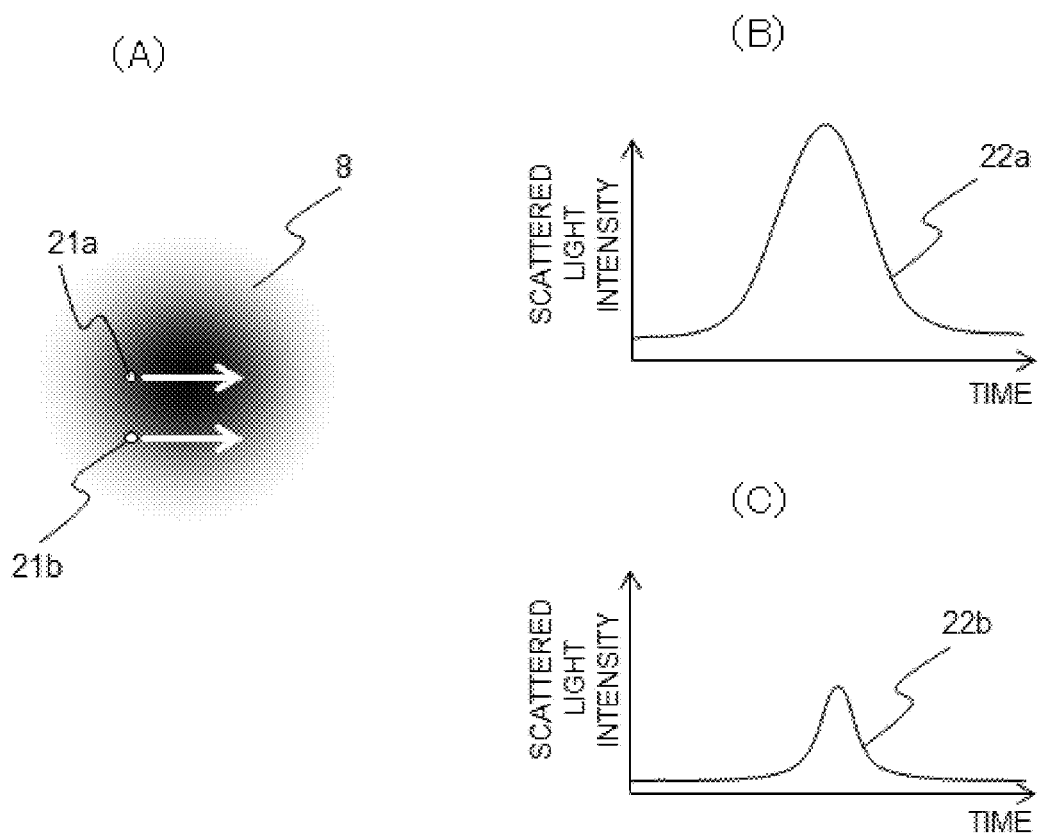 (A)
8
21a
21b
(B)
SCATTERED
LIGHT
INTENSITY
22a
TIME
(C)
SCATTERED
LIGHT
INTENSITY
22b
TIME